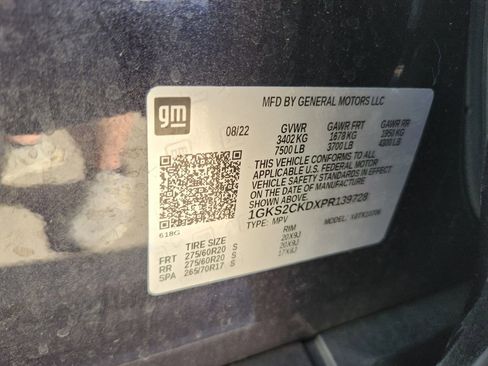 gm
MFD BY GENERAL MOTORS LLC
08/22 GVWR GAWR FRT GAWR RR
3402 KG 1678 KG 1950 KG
7500 LB 3700 LB 4300 LB
THIS VEHICLE CONFORMS TO ALL
APPLICABLE U.S. FEDERAL MOTOR
VEHICLE SAFETY STANDARDS IN EFFECT
ON THE DATE OF MANUFACTURE
SHOWN ABOVE.
1GKS2CKDXPR139728
TYPE: MPV MODEL:
618G
TIRE SIZE RIM
FRT 275/60R20 S 20X9J
RR 275/60R20 S 20X9J
SPA 265/70R17 S 17X8J